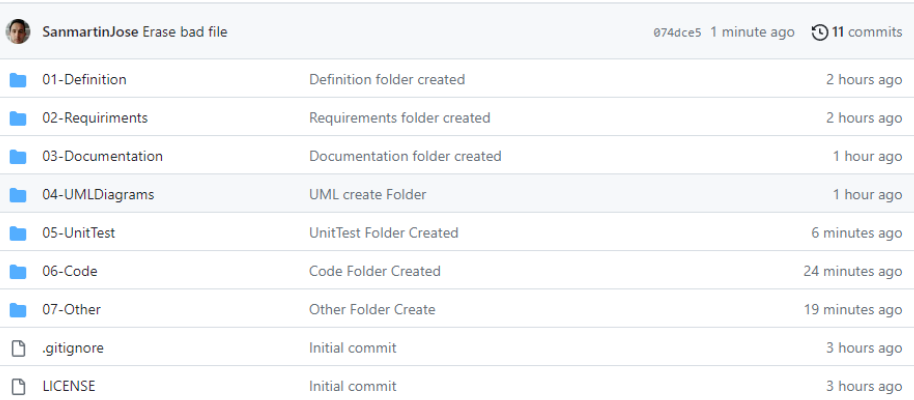 SanmartinJose Erase bad file 074dce5 1 minute ago 11 commits
01-Definition Definition folder created 2 hours ago
02-Requiriments Requirements folder created 2 hours ago
03-Documentation Documentation folder created 1 hour ago
04-UMLDiagrams UML create Folder 1 hour ago
05-UnitTest UnitTest Folder Created 6 minutes ago
06-Code Code Folder Created 24 minutes ago
07-Other Other Folder Create 19 minutes ago
.gitignore Initial commit 3 hours ago
LICENSE Initial commit 3 hours ago